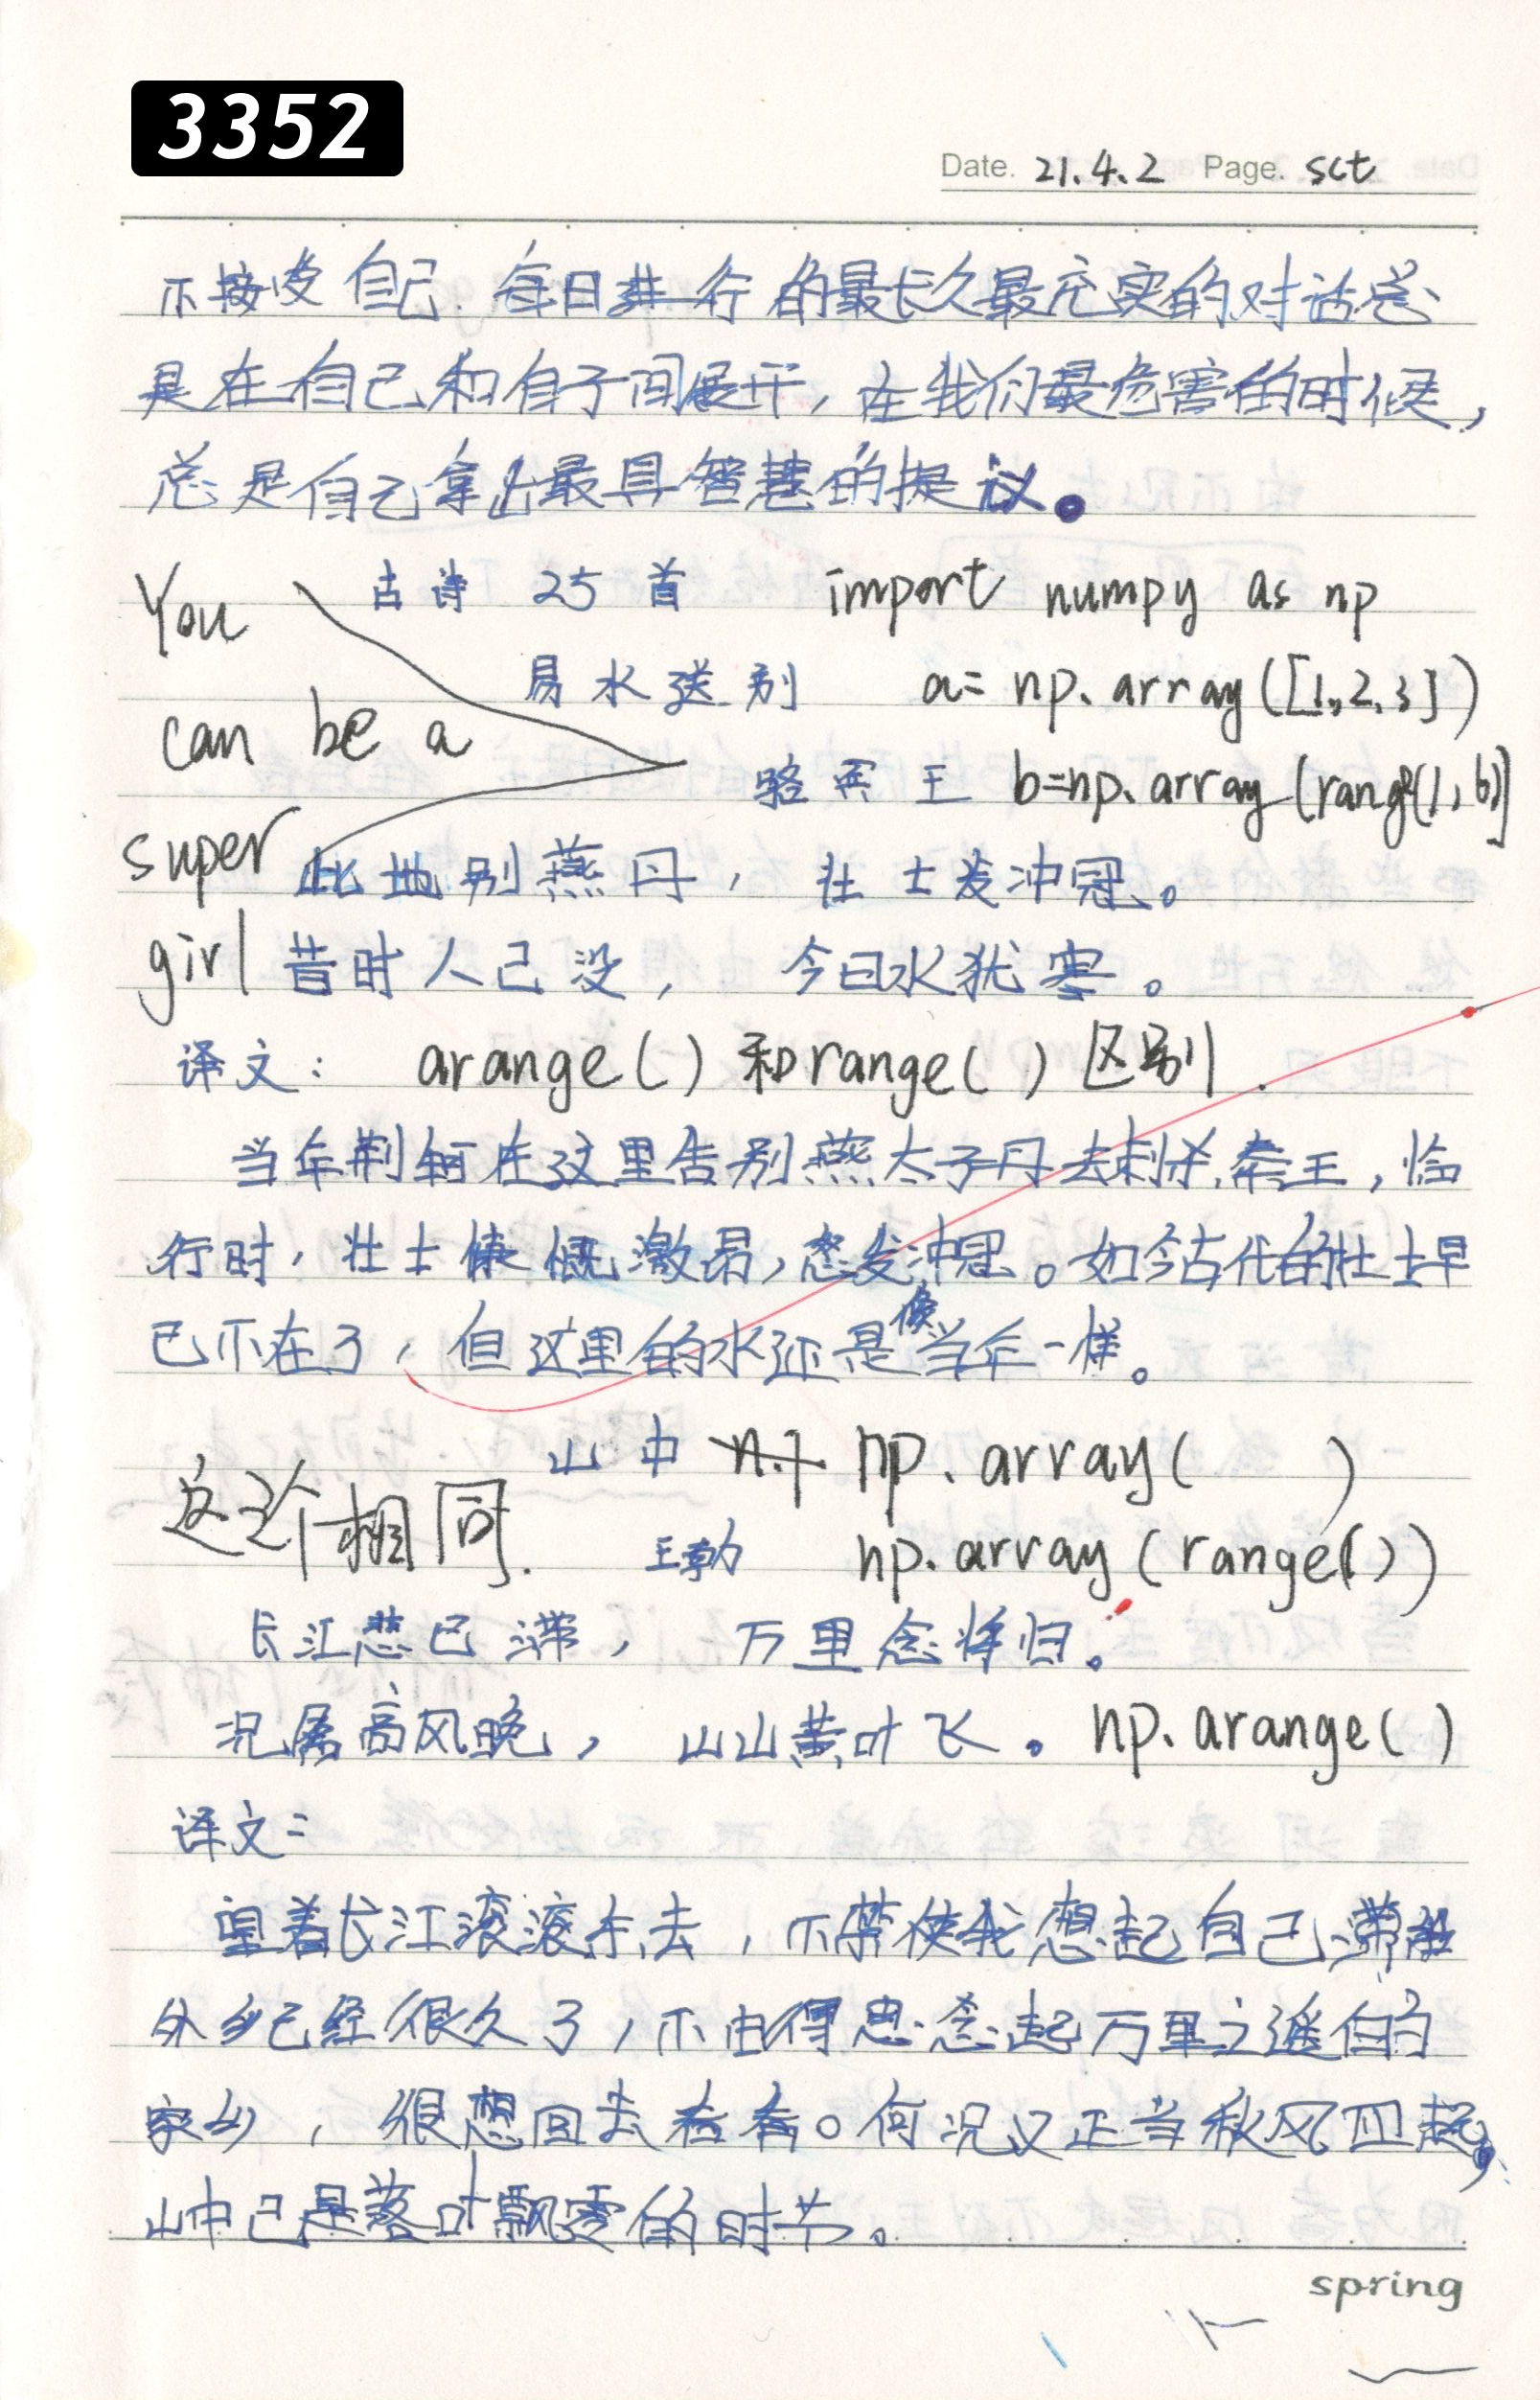 3352
Date. 21.4.2 Page. sct
不接受自己. 每日进行的最长久最充实的对话总
是在自己和自子间展开, 在我们最危害的时候,
总是自己拿出最具智慧的提议。
You
古诗 25 首
import numpy as np
易水送别
a= np.array([1,2,3])
can be a
骆宾王
b=np.array(range(1,6)]
super
此地别燕丹, 壮士发冲冠。
girl
昔时人已没, 今日水犹寒。
译文: arange() 和range() 区别.
当年荆轲在这里告别燕太子丹去刺杀秦王, 临
行时, 壮士慷慨激昂, 怒发冲冠。如今古代的壮士早
已不在了, 但这里的水还是像当年一样。
山中
np.array( )
这三个相同.
王勃
np.array(range())
长江悲已滞, 万里念将归。
况属高风晚, 山山黄叶飞。 np.arange()
译文:
望着长江滚滚东去, 不禁使我想起自己滞
外乡已经很久了, 不由得思念起万里之遥的
家乡, 很想回去看看。何况又正当秋风四起,
山中已是落叶飘零的时节。
spring